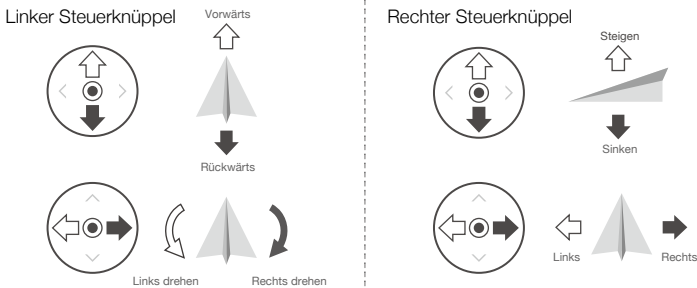 Linker Steuerknüppel
Vorwärts
Rückwärts
Links drehen
Rechts drehen
Rechter Steuerknüppel
Steigen
Sinken
Links
Rechts